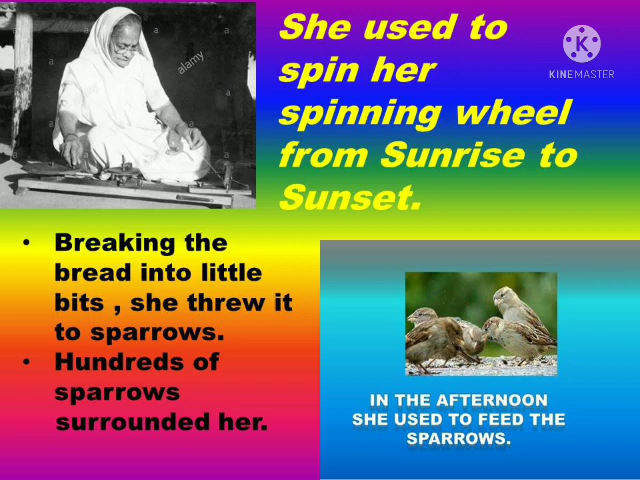 She used to
spin her
spinning wheel
from Sunrise to
Sunset.
K
KINEMASTER
alamy
a
a
a
a
a
a
• Breaking the
bread into little
bits , she threw it
to sparrows.
• Hundreds of
sparrows
surrounded her.
IN THE AFTERNOON
SHE USED TO FEED THE
SPARROWS.